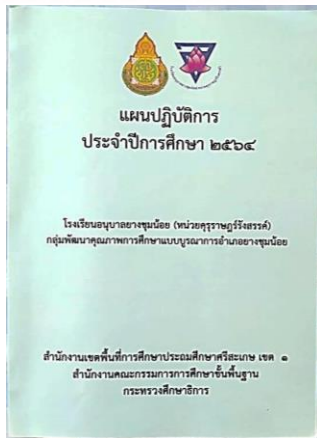 แผนปฏิบัติการ
ประจำปีการศึกษา ๒๕๖๔
โรงเรียนอนุบาลยางชุมน้อย (หน่วยคุรุราษฎร์รังสรรค์)
กลุ่มพัฒนาคุณภาพการศึกษาแบบบูรณาการอำเภอยางชุมน้อย
สำนักงานเขตพื้นที่การศึกษาประถมศึกษาศรีสะเกษ เขต ๑
สำนักงานคณะกรรมการการศึกษาขั้นพื้นฐาน
กระทรวงศึกษาธิการ